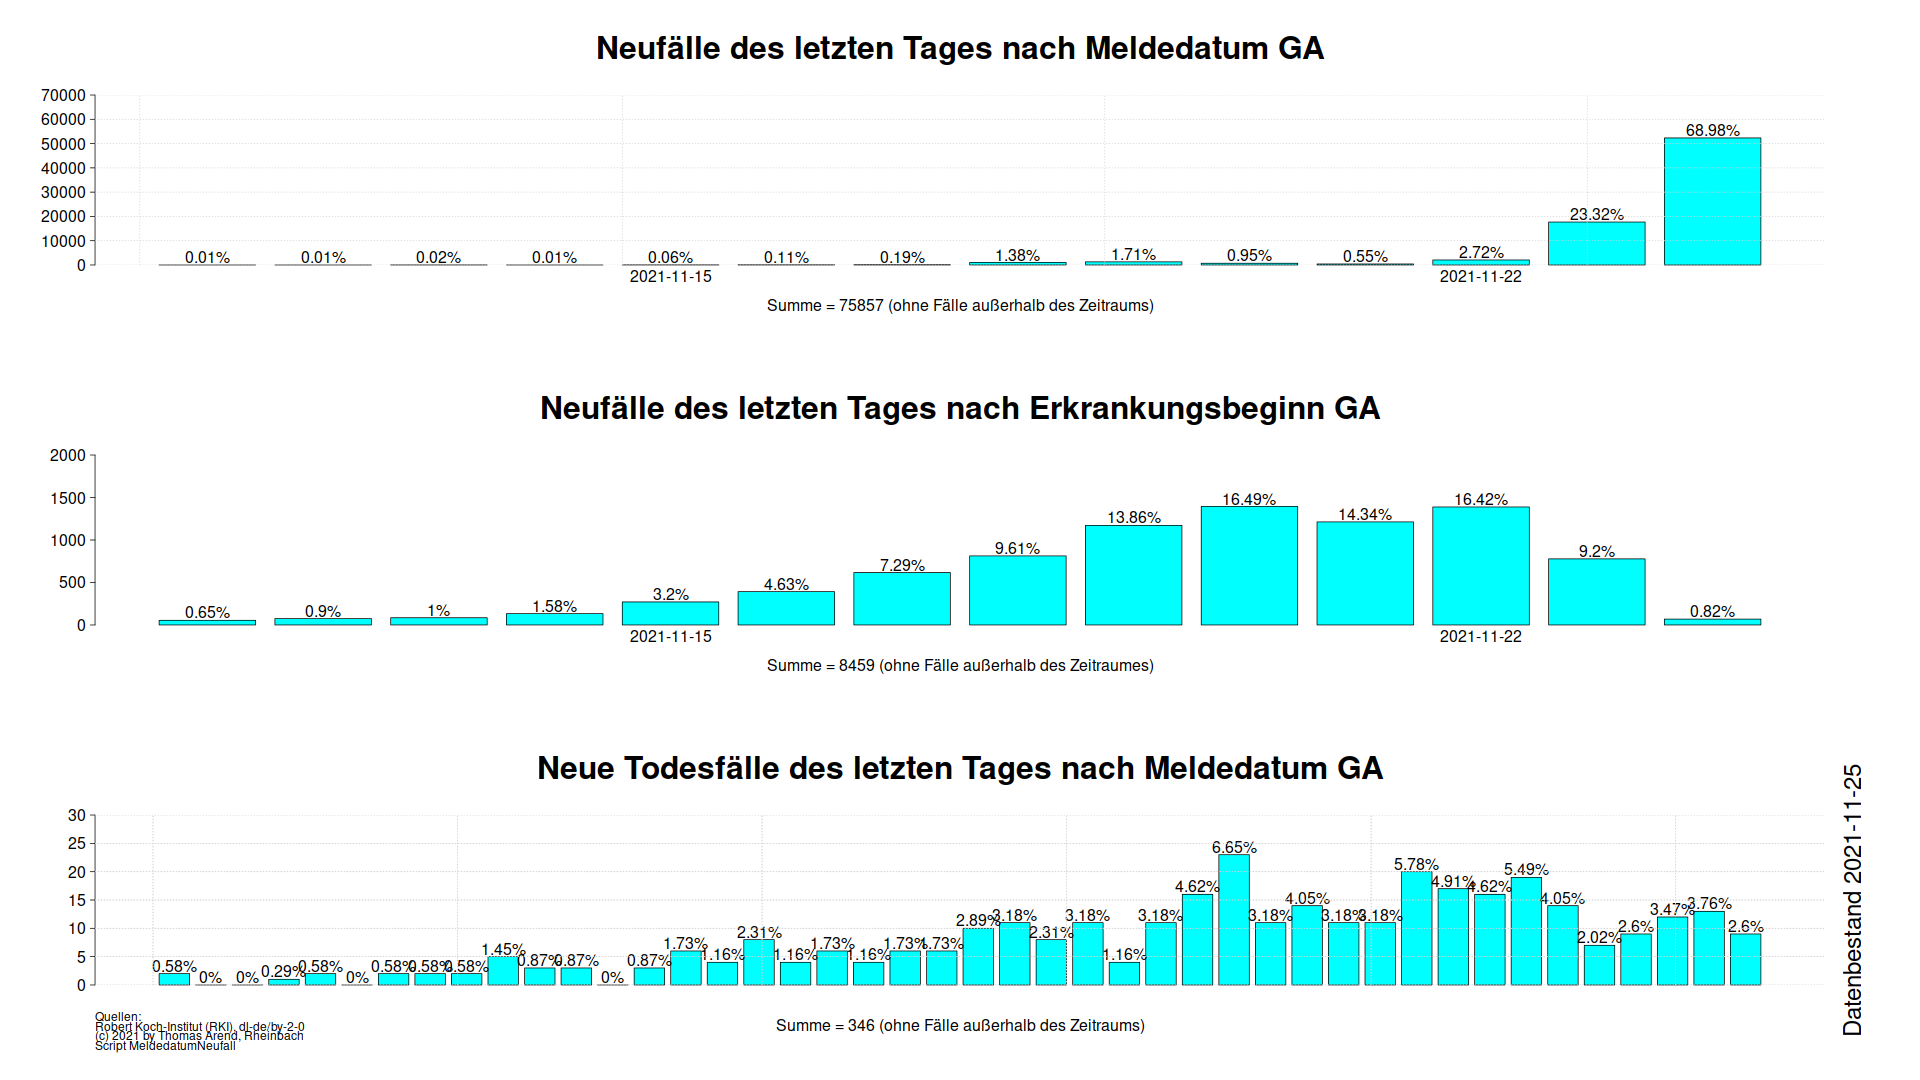 Neufälle des letzten Tages nach Meldedatum GA
70000
60000
50000
40000
30000
20000
10000
0
0.01% 0.01% 0.02% 0.01% 0.06% 0.11% 0.19% 1.38% 1.71% 0.95% 0.55% 2.72% 23.32% 68.98%
2021-11-15 2021-11-22
Summe = 75857 (ohne Fälle außerhalb des Zeitraums)
Neufälle des letzten Tages nach Erkrankungsbeginn GA
2000
1500
1000
500
0
0.65% 0.9% 1% 1.58% 3.2% 4.63% 7.29% 9.61% 13.86% 16.49% 14.34% 16.42% 9.2% 0.82%
2021-11-15 2021-11-22
Summe = 8459 (ohne Fälle außerhalb des Zeitraumes)
Neue Todesfälle des letzten Tages nach Meldedatum GA
30
25
20
15
10
5
0
0.58% 0% 0% 0.29% 0.58% 0% 0.58% 0.58% 0.58% 1.45% 0.87% 0.87% 0% 0.87% 1.73% 1.16% 2.31% 1.16% 1.73% 1.16% 1.73% 1.73% 2.89% 3.18% 2.31% 3.18% 1.16% 3.18% 4.62% 6.65% 3.18% 4.05% 3.18% 3.18% 5.78% 4.91% 4.62% 5.49% 4.05% 2.02% 2.6% 3.47% 3.76% 2.6%
Summe = 346 (ohne Fälle außerhalb des Zeitraums)
Quellen:
Robert Koch-Institut (RKI), dl-de/by-2-0
(c) 2021 by Thomas Arend, Rheinbach
Script MeldedatumNeufall
Datenbestand 2021-11-25